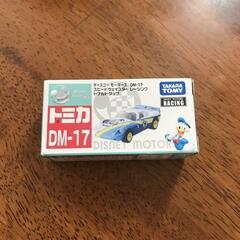 ディズニー モータース DM-17
スピードウェイスター レーシング
ドナルドダック
TAKARA TOMY
RACING
トミカ
DM-17
DISNEY MOTOR